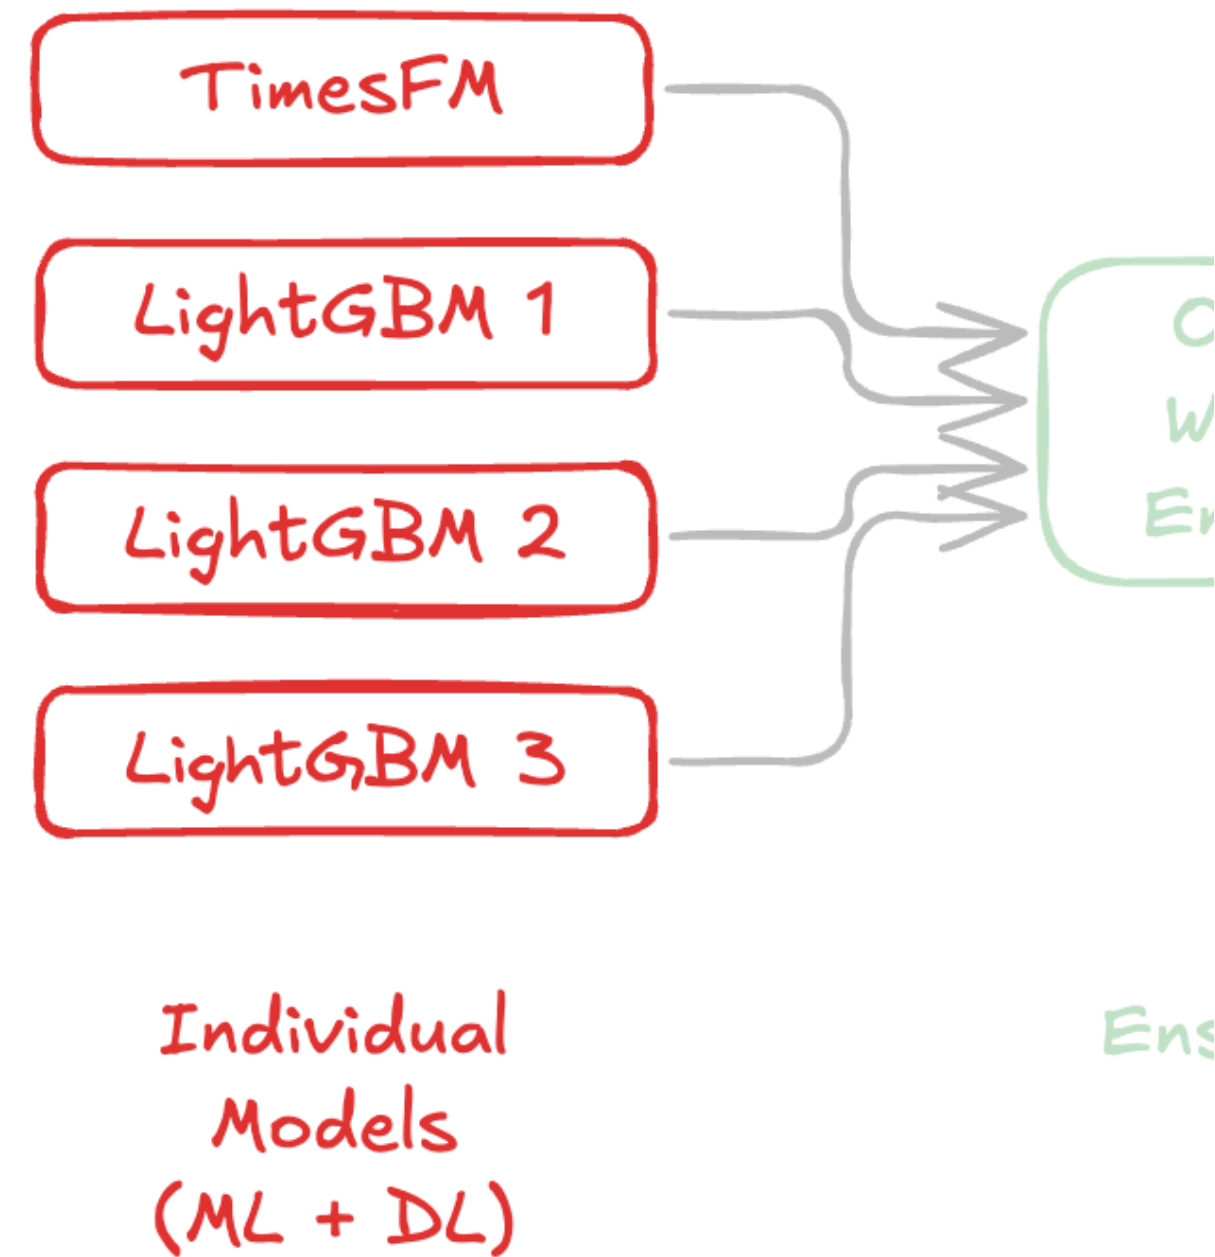 TimesFM
LightGBM 1
LightGBM 2
LightGBM 3
Individual
Models
(ML + DL)